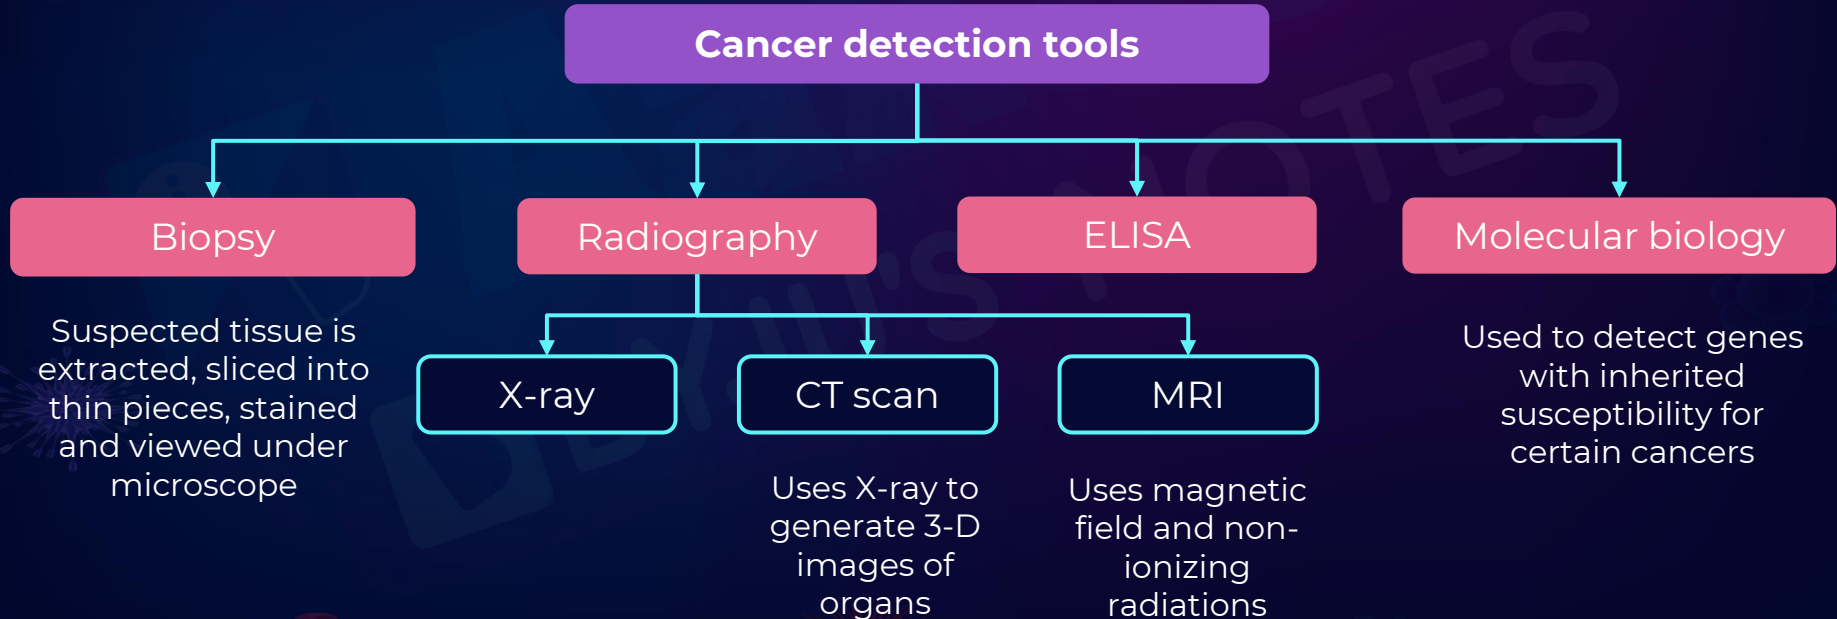 Cancer detection tools
Biopsy
Radiography
ELISA
Molecular biology
Suspected tissue is
extracted, sliced into
thin pieces, stained
and viewed under
microscope
X-ray
CT scan
MRI
Used to detect genes
with inherited
susceptibility for
certain cancers
Uses X-ray to
generate 3-D
images of
organs
Uses magnetic
field and non-
ionizing
radiations
BYJU'S NOTES